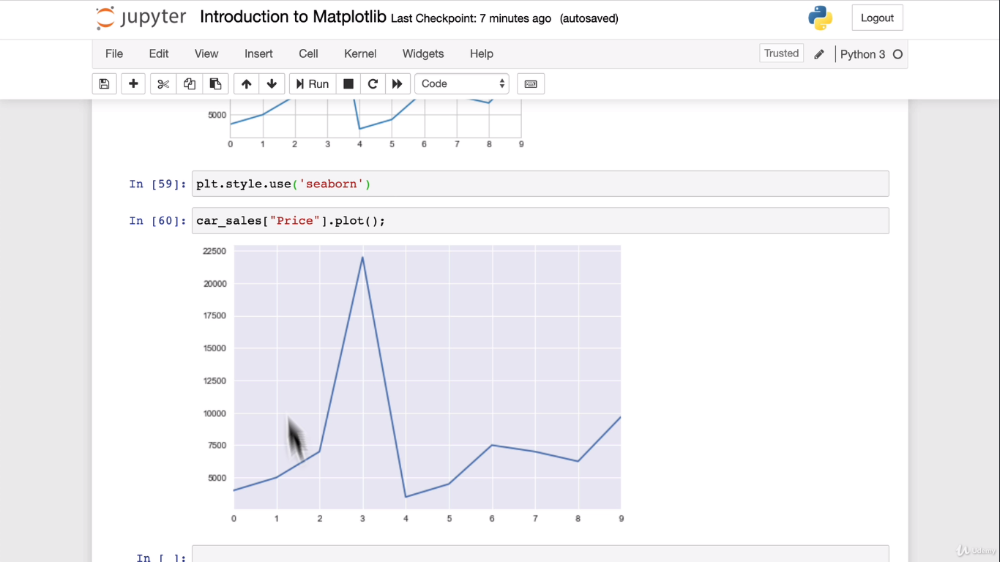 jupyter Introduction to Matplotlib Last Checkpoint: 7 minutes ago (autosaved) Logout
File Edit View Insert Cell Kernel Widgets Help Trusted Python 3
Run Code
5000
0 1 2 3 4 5 6 7 8 9
In [59]: plt.style.use('seaborn')
In [60]: car_sales["Price"].plot();
22500
20000
17500
15000
12500
10000
7500
5000
0 1 2 3 4 5 6 7 8 9
In [ ]:
Udemy